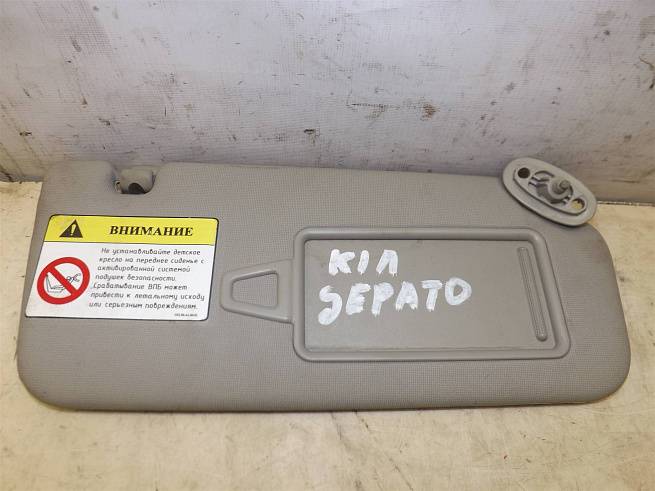 ВНИМАНИЕ
Не устанавливайте детское
кресло на переднее сиденье с
активированной системой
подушек безопасности.
Срабатывание ВПБ может
привести к летальному исходу
или серьезным повреждениям.
KIA
SEPATO